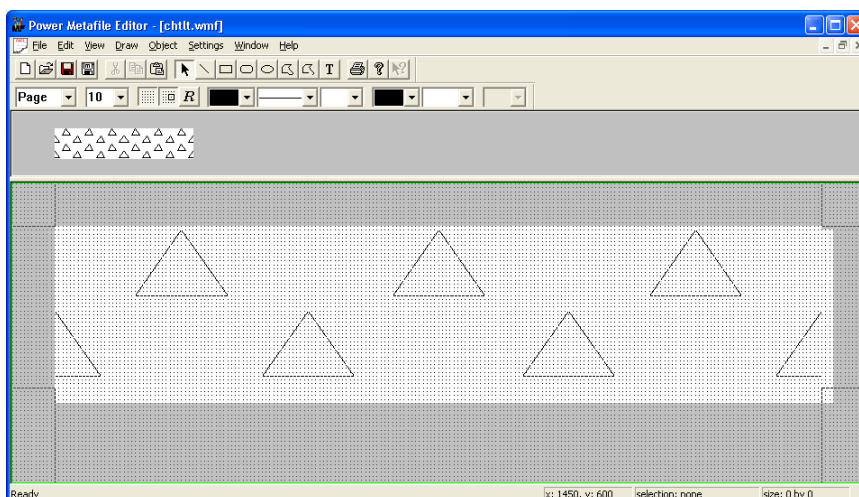 Power Metafile Editor - [chtlt.wmf]
File Edit View Draw Object Settings Window Help
T ? ?
Page 10 R
Ready x: 1450, y: 600 selection: none size: 0 by 0